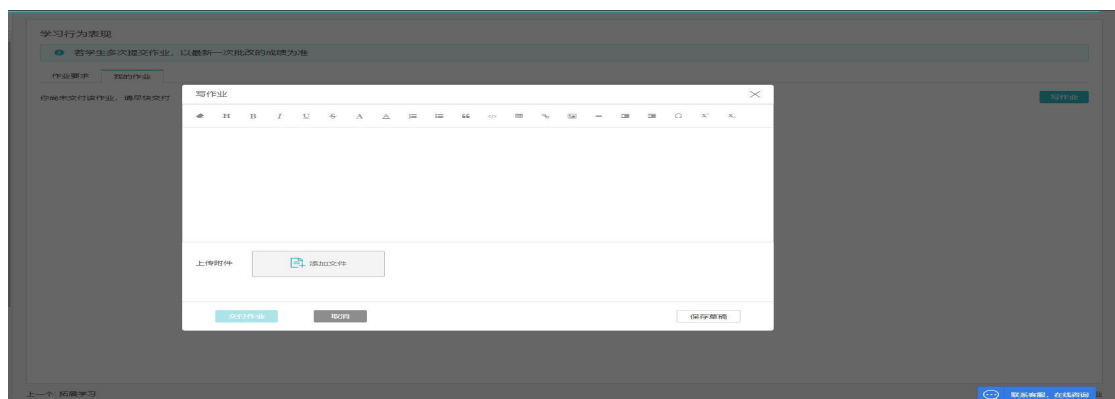 学习行为表现
若学生多次提交作业，以最新一次批改的成绩为准
作业要求 我的作业
你尚未交付该作业，请尽快交付 写作业
写作业
H B I U S A A
上传附件 添加文件
交付作业 取消 保存草稿
上一个 拓展学习
联系客服，在线咨询